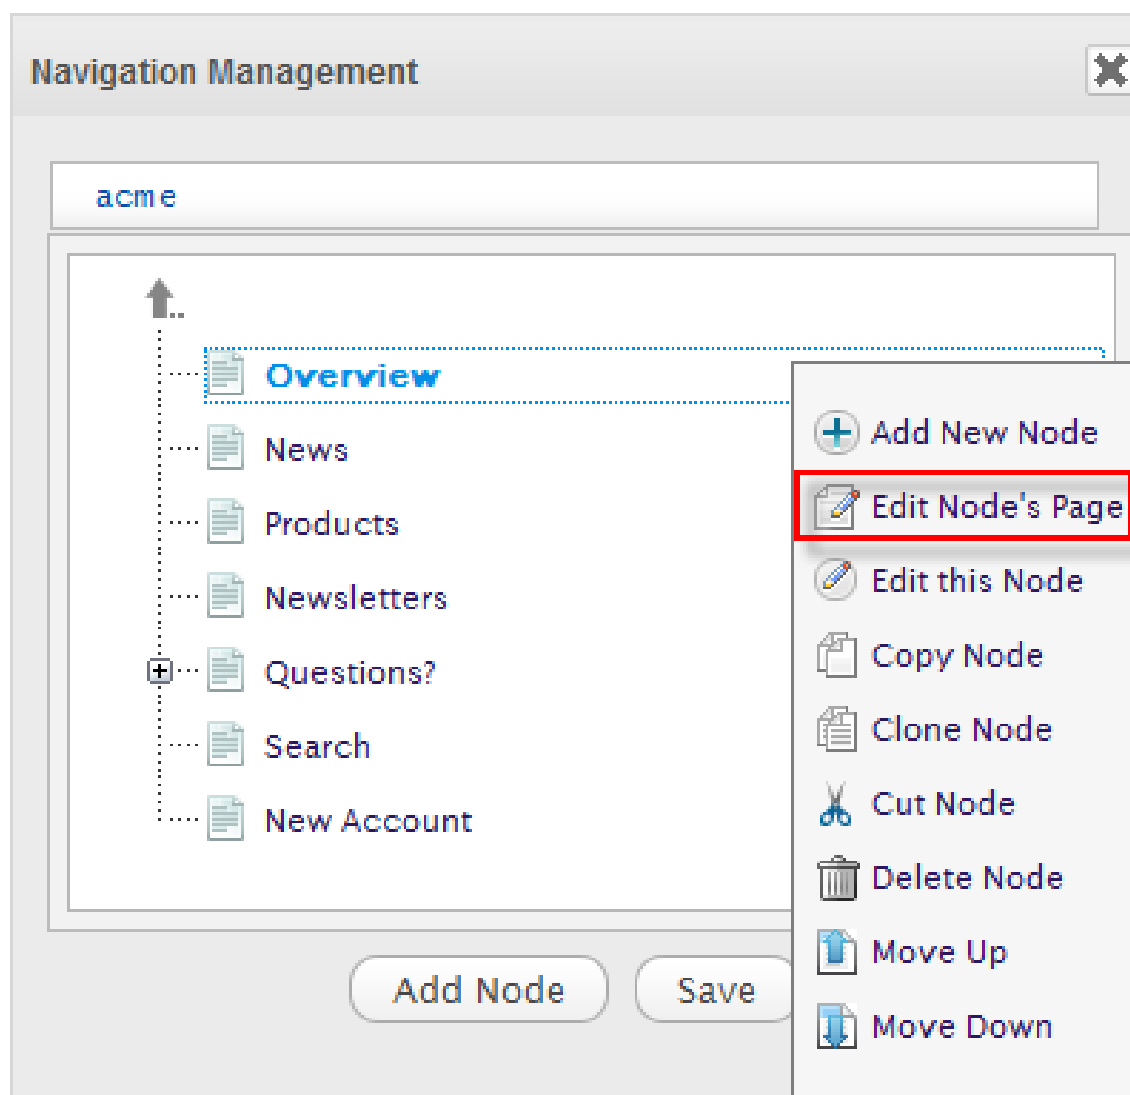 Navigation Management
acme
..
Overview
News
Products
Newsletters
Questions?
Search
New Account
Add New Node
Edit Node's Page
Edit this Node
Copy Node
Clone Node
Cut Node
Delete Node
Move Up
Move Down
Add Node
Save